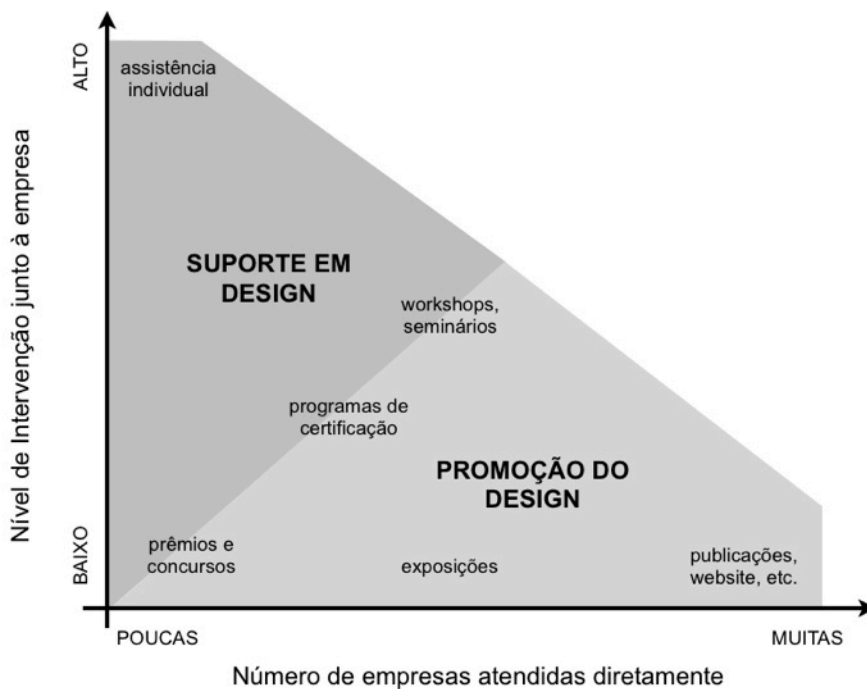 ALTO
assistência
individual
Nível de Intervenção junto à empresa
SUPORTE EM
DESIGN
workshops,
seminários
programas de
certificação
PROMOÇÃO DO
DESIGN
BAIXO
prêmios e
concursos
exposições
publicações,
website, etc.
POUCAS
MUITAS
Número de empresas atendidas diretamente